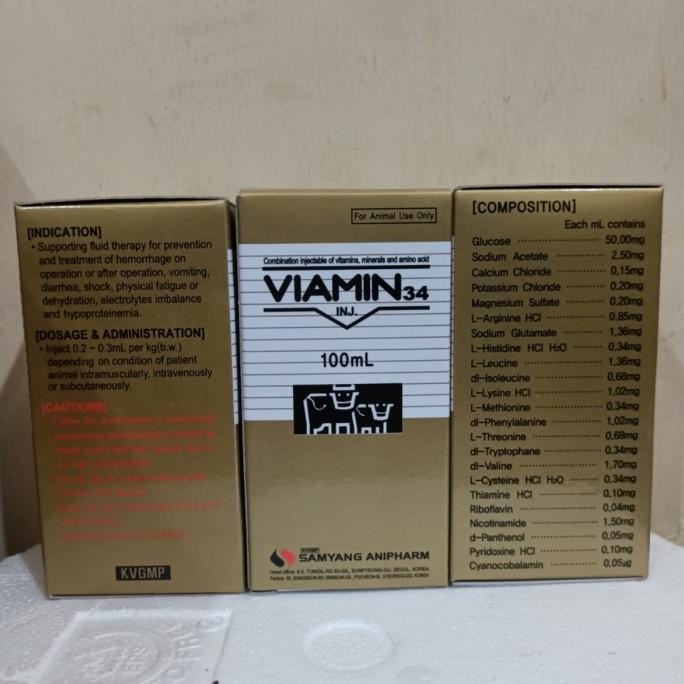 [INDICATION]
• Supporting fluid therapy for prevention
and treatment of hemorrhage on
operation or after operation, vomiting,
diarrhea, shock, physical fatigue or
dehydration, electrolytes imbalance
and hypoproteinemia.
[DOSAGE & ADMINISTRATION]
• Inject 0.2 ~ 0.3mL per kg(b.w.)
depending on condition of patient
animal intramuscularly, intravenously
or subcutaneously.
[CAUTIONS]
KVGMP
For Animal Use Only
Combination injectable of vitamins, minerals and amino acid
VIAMIN 34
INJ.
100mL
KVGMP
SAMYANG ANIPHARM
[COMPOSITION]
Each mL contains
Glucose 50,00mg
Sodium Acetate 2,50mg
Calcium Chloride 0,15mg
Potassium Chloride 0,20mg
Magnesium Sulfate 0,20mg
L-Arginine HCl 0,85mg
Sodium Glutamate 1,36mg
L-Histidine HCl H₂O 0,34mg
L-Leucine 1,36mg
dl-Isoleucine 0,68mg
L-Lysine HCl 1,02mg
L-Methionine 0,34mg
dl-Phenylalanine 1,02mg
L-Threonine 0,68mg
dl-Tryptophane 0,34mg
dl-Valine 1,70mg
L-Cysteine HCl H₂O 0,34mg
Thiamine HCl 0,10mg
Riboflavin 0,04mg
Nicotinamide 1,50mg
d-Panthenol 0,05mg
Pyridoxine HCl 0,10mg
Cyanocobalamin 0,05μg